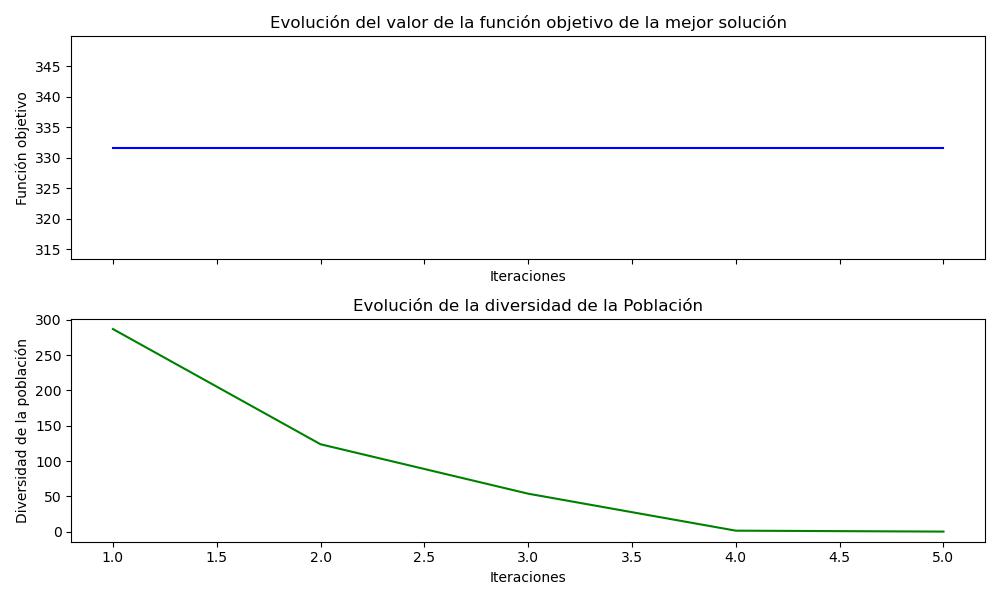 Evolución del valor de la función objetivo de la mejor solución
Función objetivo
345
340
335
330
325
320
315
Iteraciones
Evolución de la diversidad de la Población
Diversidad de la población
300
250
200
150
100
50
0
1.0 1.5 2.0 2.5 3.0 3.5 4.0 4.5 5.0
Iteraciones